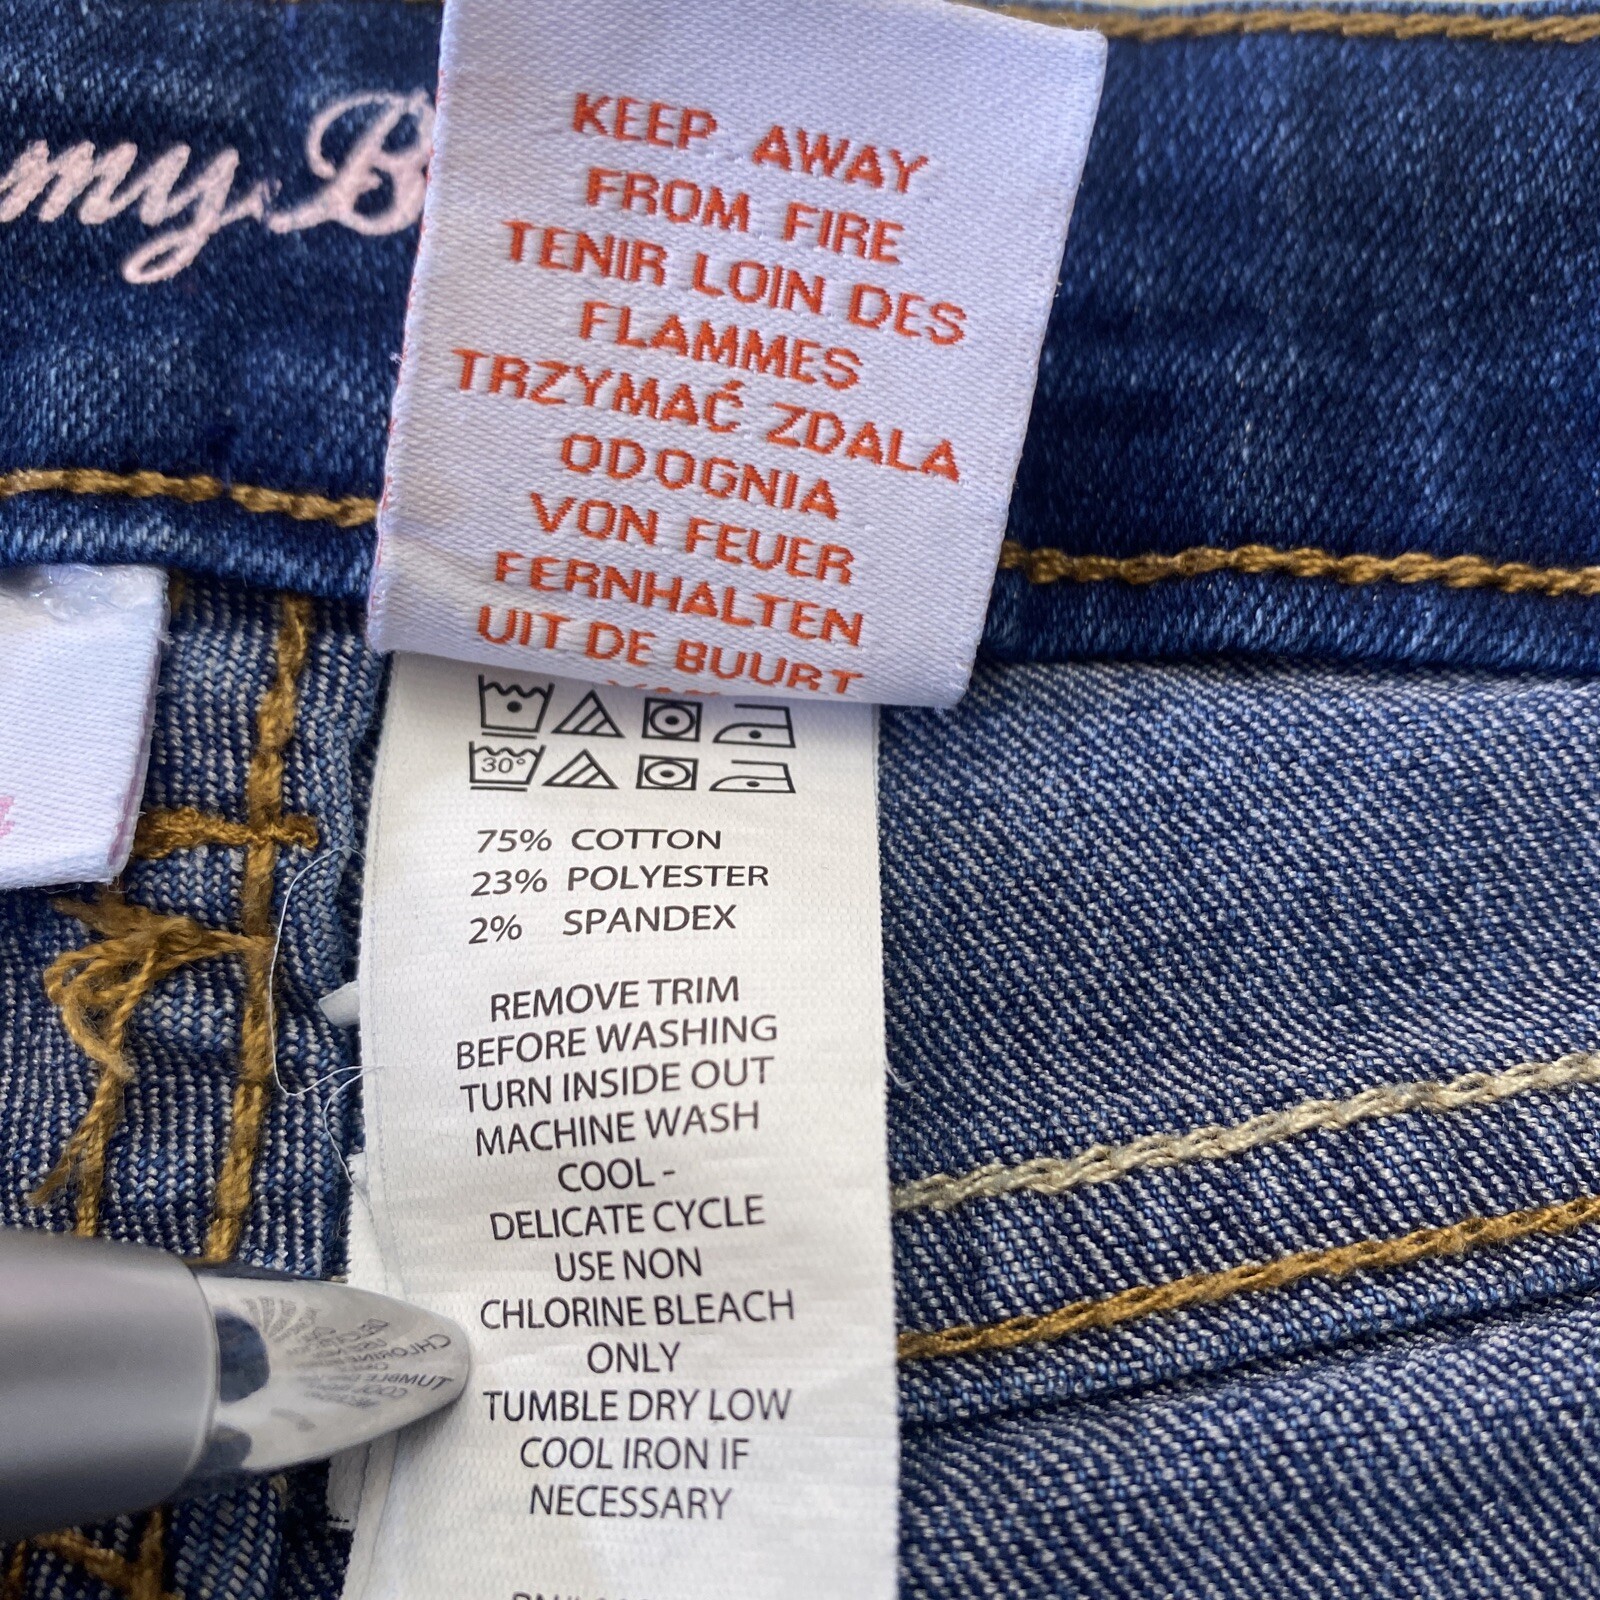 my B
KEEP AWAY
FROM FIRE
TENIR LOIN DES
FLAMMES
TRZYMAĆ ZDALA
ODOGNIA
VON FEUER
FERNHALTEN
UIT DE BUURT
30°
75% COTTON
23% POLYESTER
2% SPANDEX
REMOVE TRIM
BEFORE WASHING
TURN INSIDE OUT
MACHINE WASH
COOL -
DELICATE CYCLE
USE NON
CHLORINE BLEACH
ONLY
TUMBLE DRY LOW
COOL IRON IF
NECESSARY